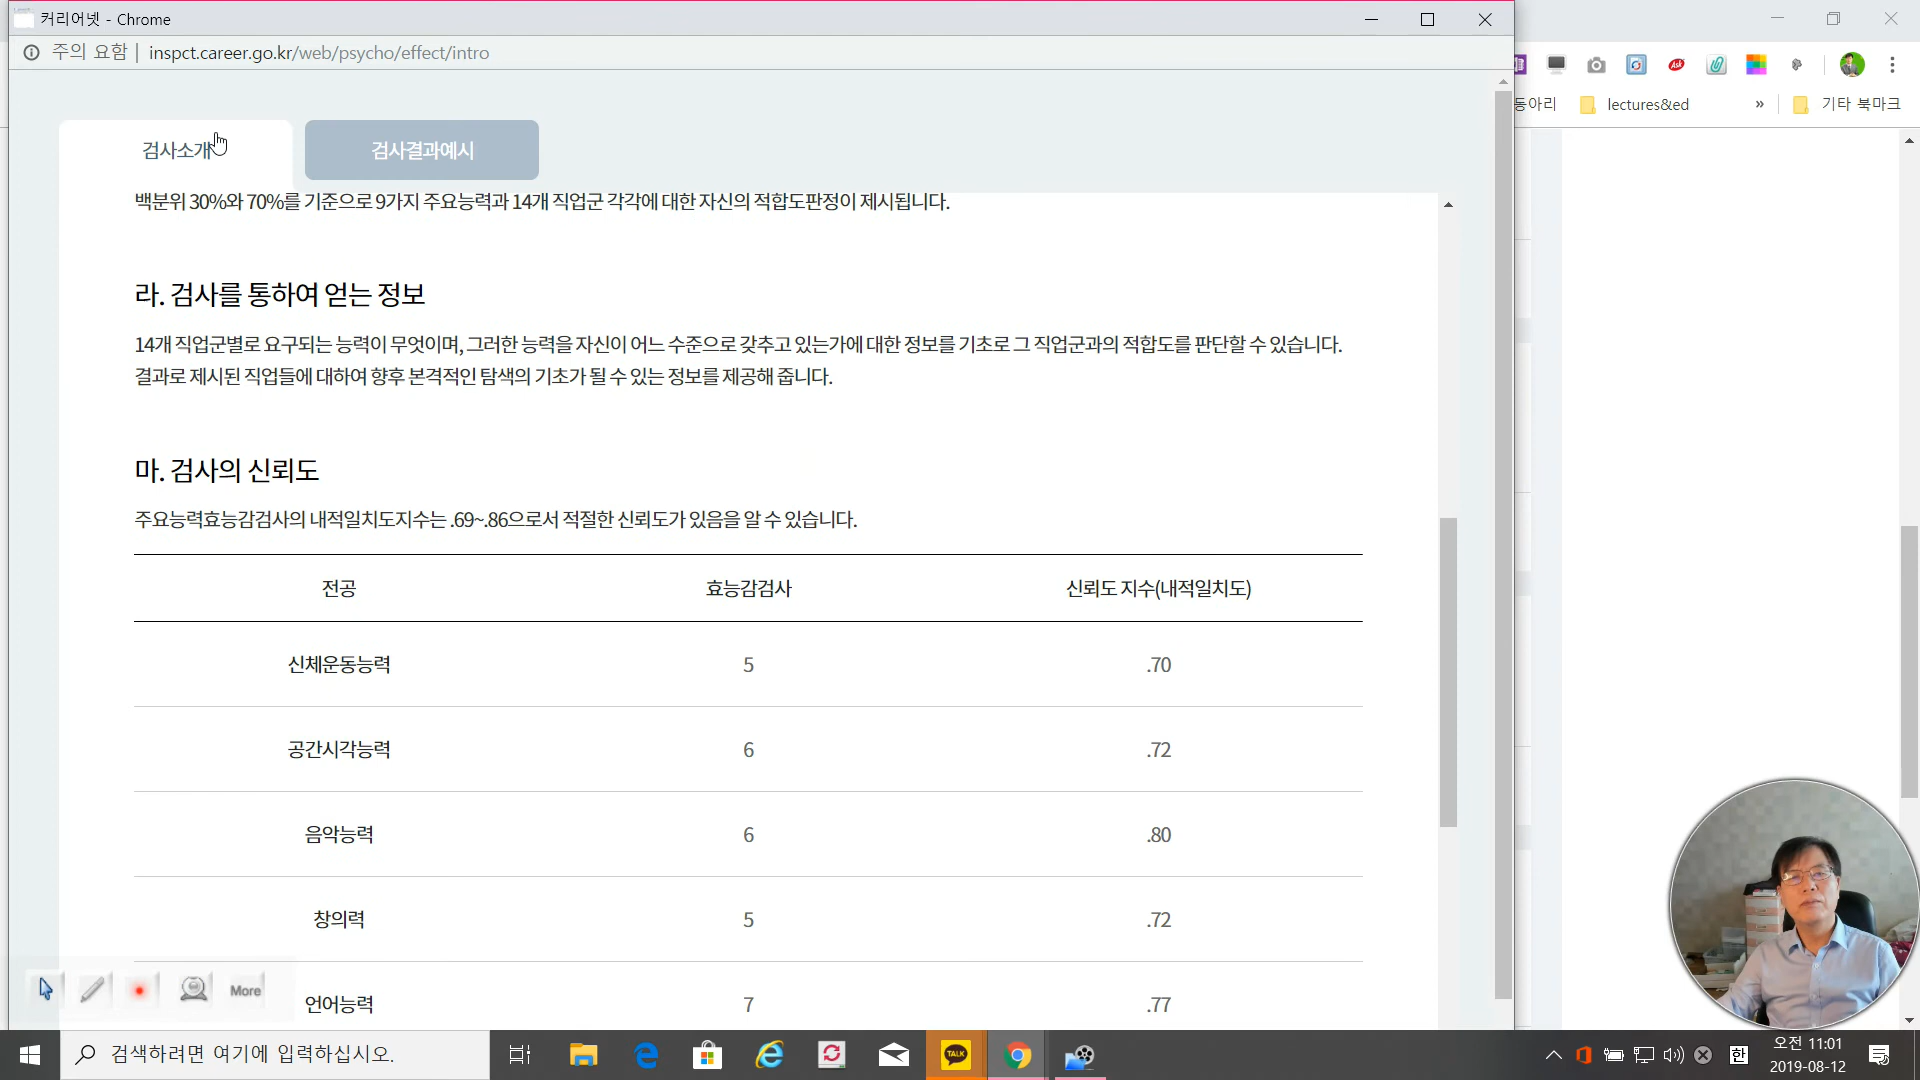 커리어넷 - Chrome
주의 요함 | inspct.career.go.kr/web/psycho/effect/intro
동아리 lectures&ed » 기타 북마크
검사소개 검사결과예시
백분위 30%와 70%를 기준으로 9가지 주요능력과 14개 직업군 각각에 대한 자신의 적합도판정이 제시됩니다.
라. 검사를 통하여 얻는 정보
14개 직업군별로 요구되는 능력이 무엇이며, 그러한 능력을 자신이 어느 수준으로 갖추고 있는가에 대한 정보를 기초로 그 직업군과의 적합도를 판단할 수 있습니다.
결과로 제시된 직업들에 대하여 향후 본격적인 탐색의 기초가 될 수 있는 정보를 제공해 줍니다.
마. 검사의 신뢰도
주요능력효능감검사의 내적일치도지수는 .69~.86으로서 적절한 신뢰도가 있음을 알 수 있습니다.
전공 효능감검사 신뢰도 지수(내적일치도)
신체운동능력 5 .70
공간시각능력 6 .72
음악능력 6 .80
창의력 5 .72
언어능력 7 .77
More
검색하려면 여기에 입력하십시오.
TALK
한
오전 11:01
2019-08-12